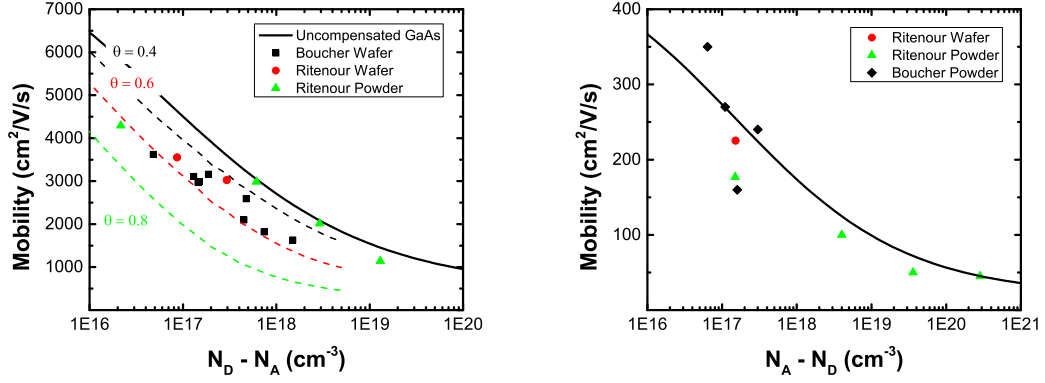 7000
6000
5000
4000
3000
2000
1000
Mobility (cm²/V/s)
1E16 1E17 1E18 1E19 1E20
N_D - N_A (cm⁻³)
θ = 0.4
θ = 0.6
θ = 0.8
Uncompensated GaAs
Boucher Wafer
Ritenour Wafer
Ritenour Powder
400
300
200
100
Mobility (cm²/V/s)
1E16 1E17 1E18 1E19 1E20 1E21
N_A - N_D (cm⁻³)
Ritenour Wafer
Ritenour Powder
Boucher Powder